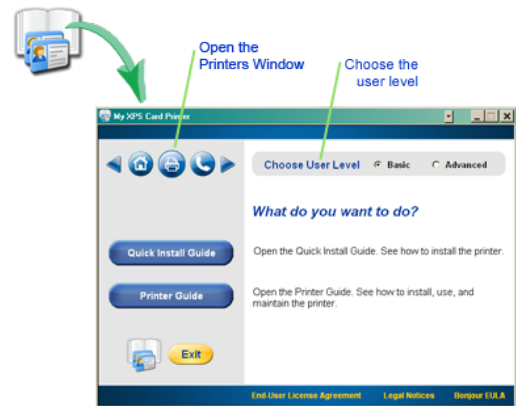 Open the
Printers Window
Choose the
user level
My XPS Card Printer
Choose User Level Basic Advanced
What do you want to do?
Quick Install Guide
Open the Quick Install Guide. See how to install the printer.
Printer Guide
Open the Printer Guide. See how to install, use, and
maintain the printer.
Exit
End-User License Agreement Legal Notices Bonjour EULA